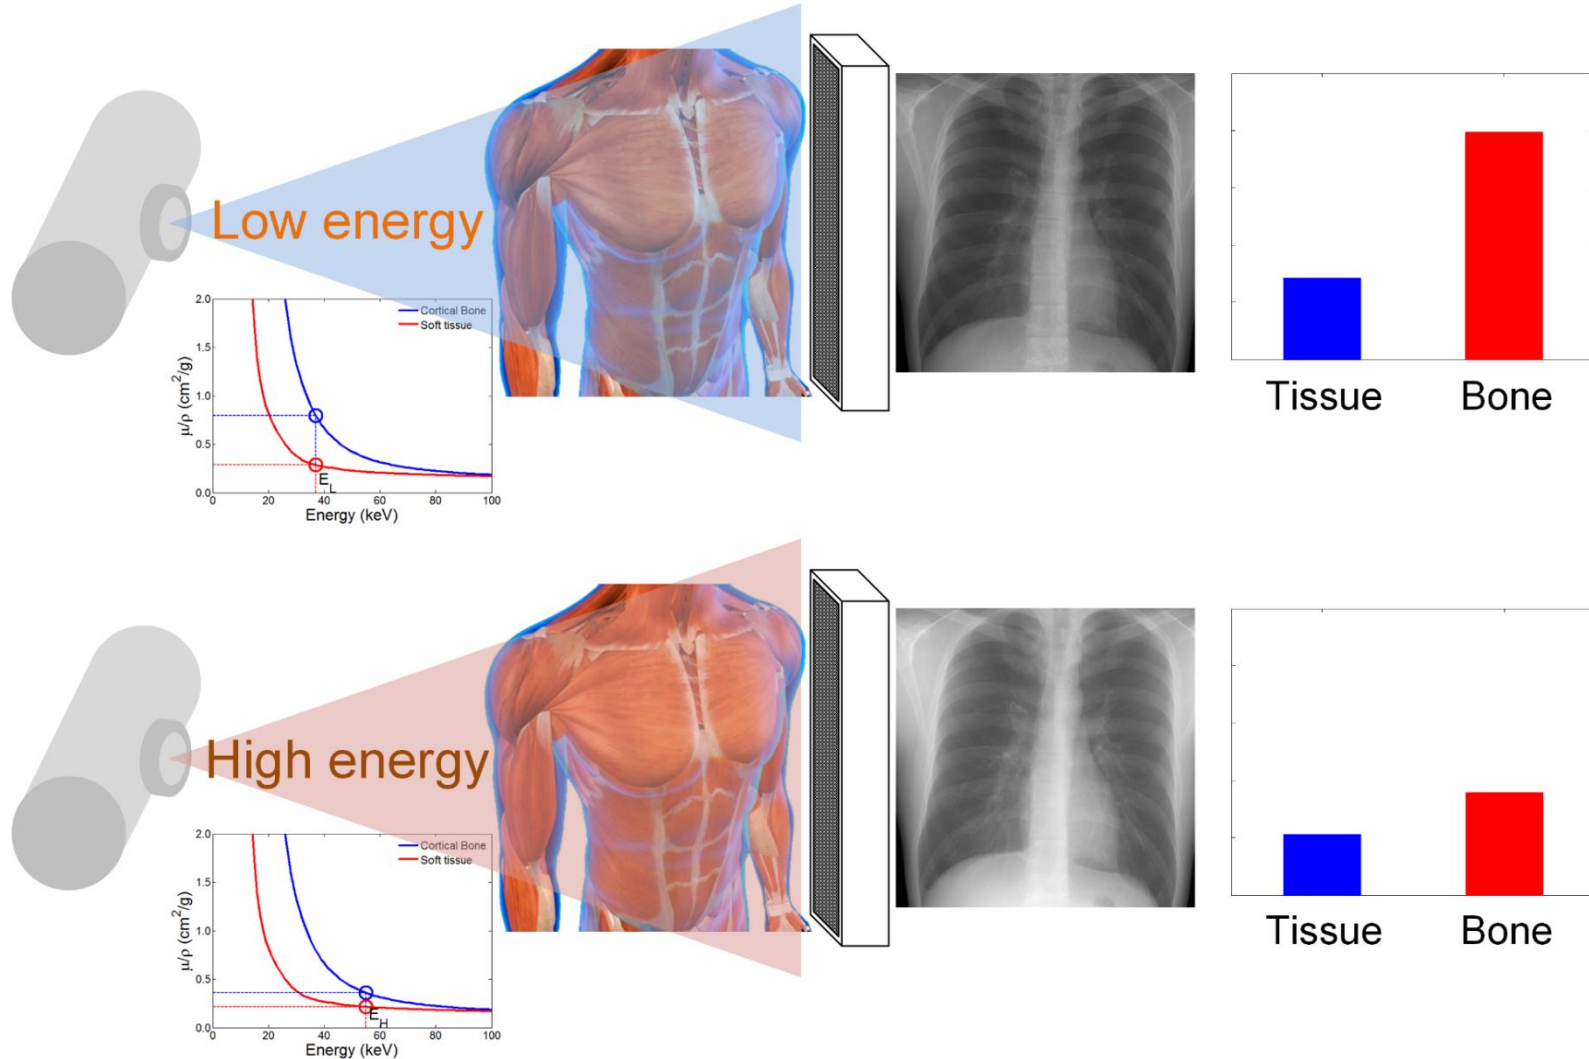 Low energy
2.0
Cortical Bone
Soft tissue
1.5
1.0
0.5
0.0
μ/ρ (cm²/g)
E_L
0 20 40 60 80 100
Energy (keV)
Tissue Bone
High energy
2.0
Cortical Bone
Soft tissue
1.5
1.0
0.5
0.0
μ/ρ (cm²/g)
E_H
0 20 40 60 80 100
Energy (keV)
Tissue Bone